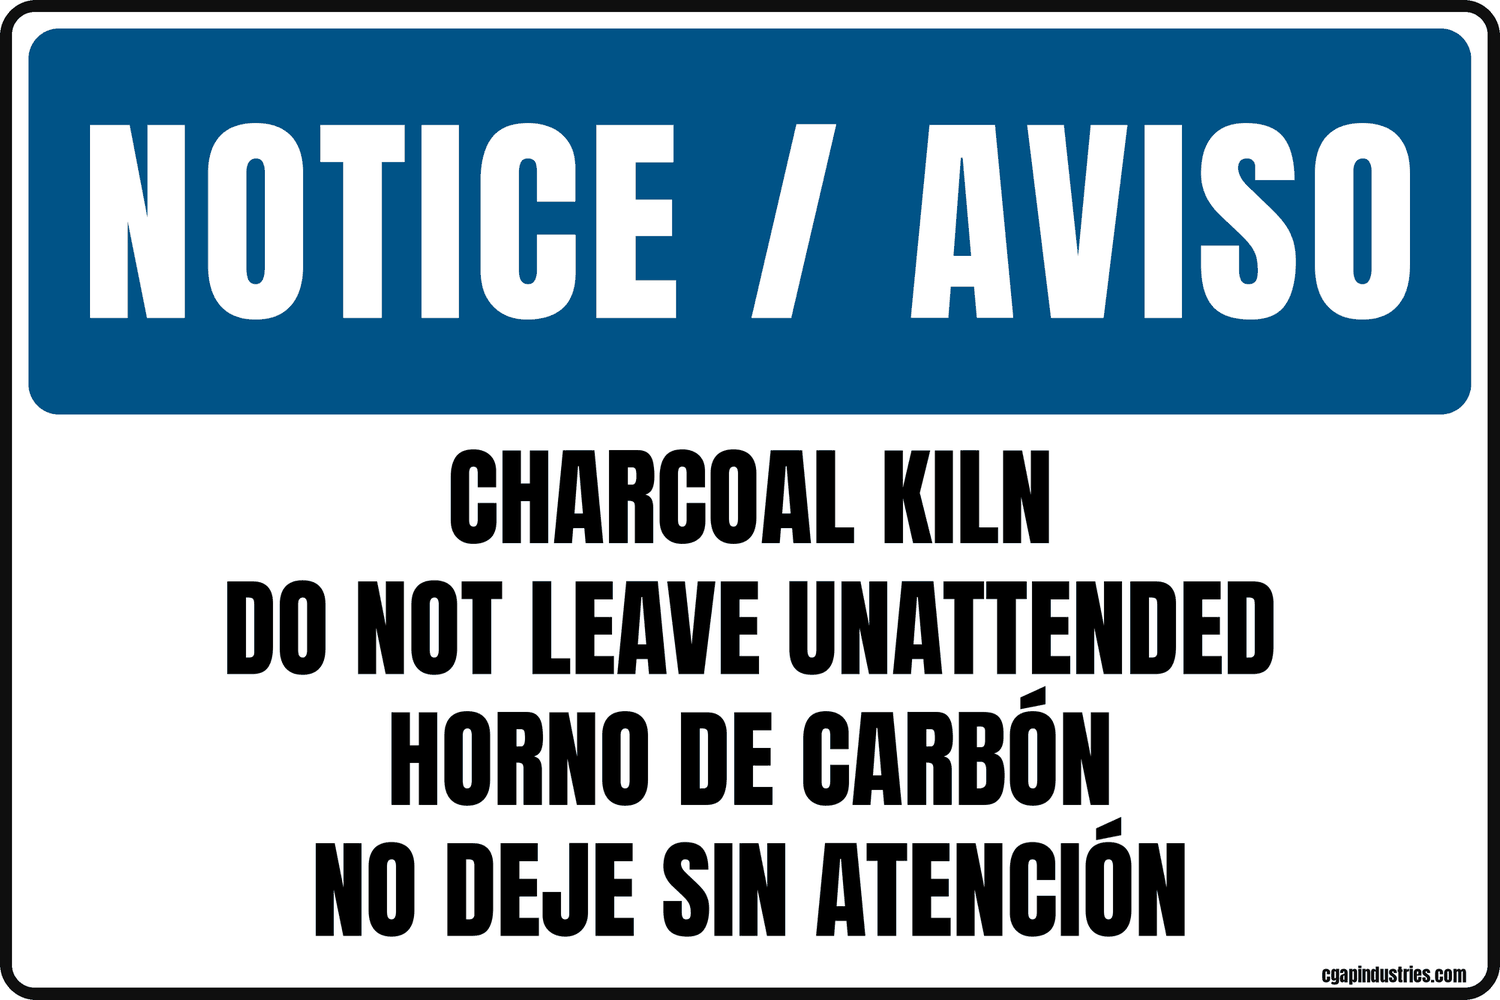 NOTICE / AVISO
CHARCOAL KILN
DO NOT LEAVE UNATTENDED
HORNO DE CARBÓN
NO DEJE SIN ATENCIÓN
cgapindustries.com